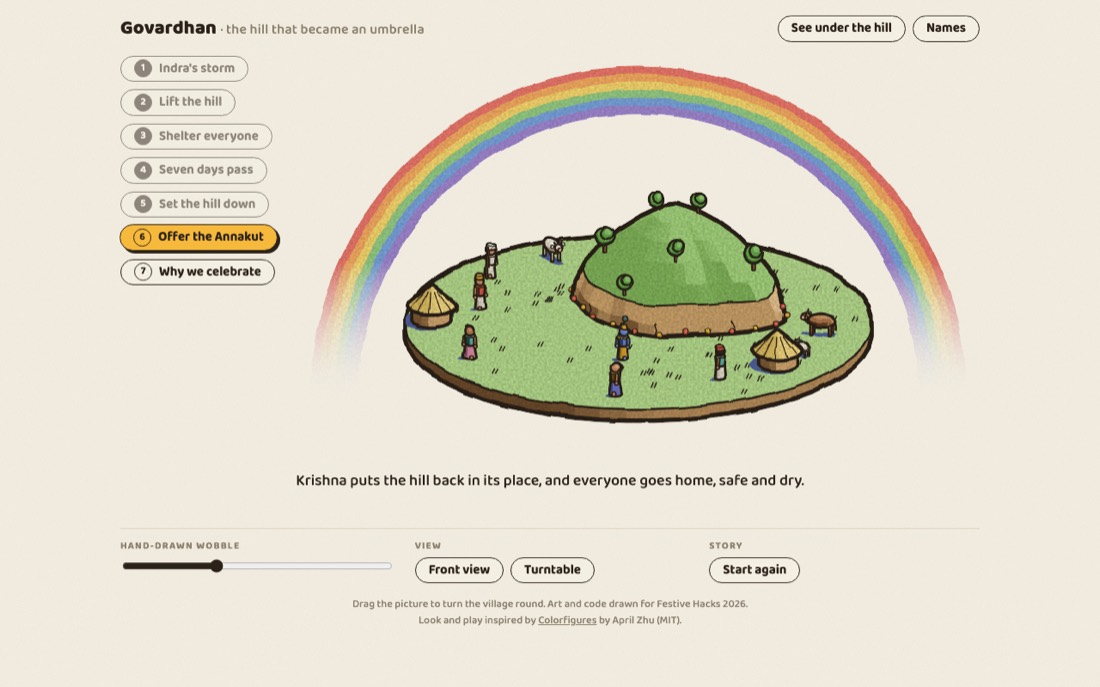 Govardhan · the hill that became an umbrella
See under the hill
Names
1 Indra's storm
2 Lift the hill
3 Shelter everyone
4 Seven days pass
5 Set the hill down
6 Offer the Annakut
7 Why we celebrate
Krishna puts the hill back in its place, and everyone goes home, safe and dry.
HAND-DRAWN WOBBLE
VIEW
Front view
Turntable
STORY
Start again
Drag the picture to turn the village round. Art and code drawn for Festive Hacks 2026.
Look and play inspired by Colorfigures by April Zhu (MIT).